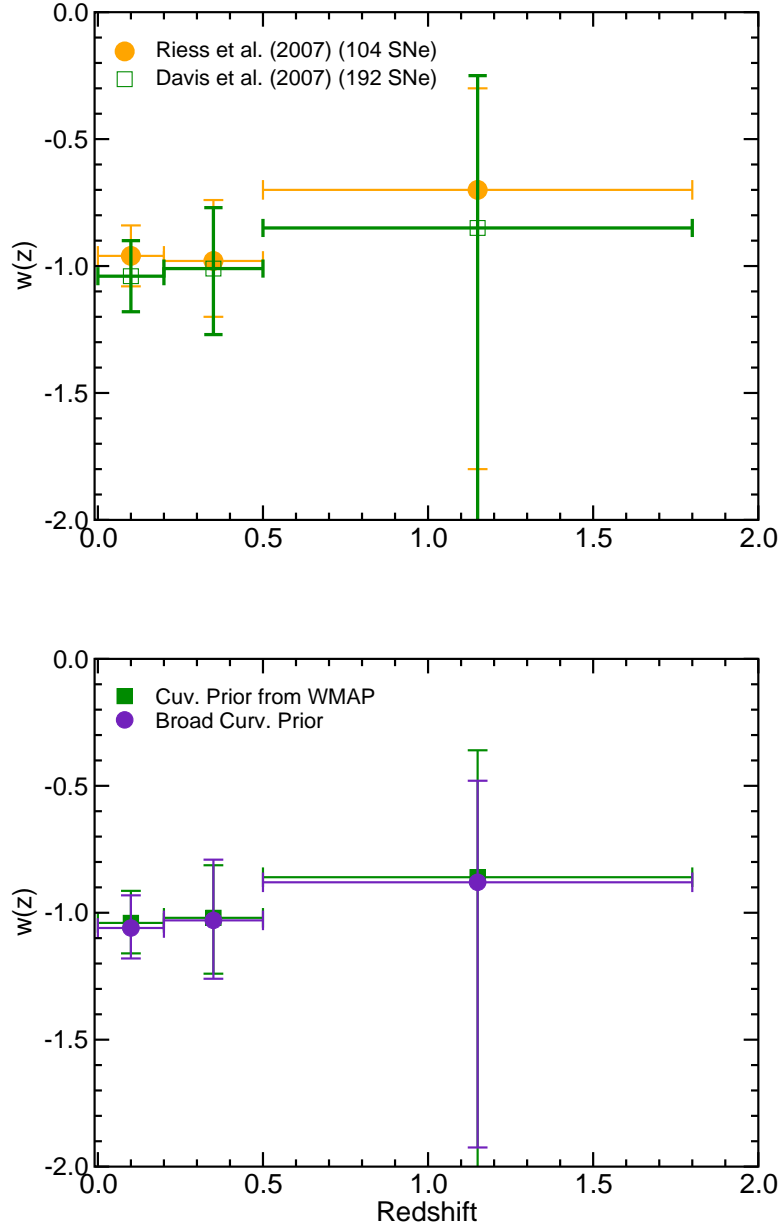 0.0
Riess et al. (2007) (104 SNe)
Davis et al. (2007) (192 SNe)
-0.5
w(z)
-1.0
-1.5
-2.0
0.0 0.5 1.0 1.5 2.0
0.0
Cuv. Prior from WMAP
Broad Curv. Prior
-0.5
w(z)
-1.0
-1.5
-2.0
0.0 0.5 1.0 1.5 2.0
Redshift